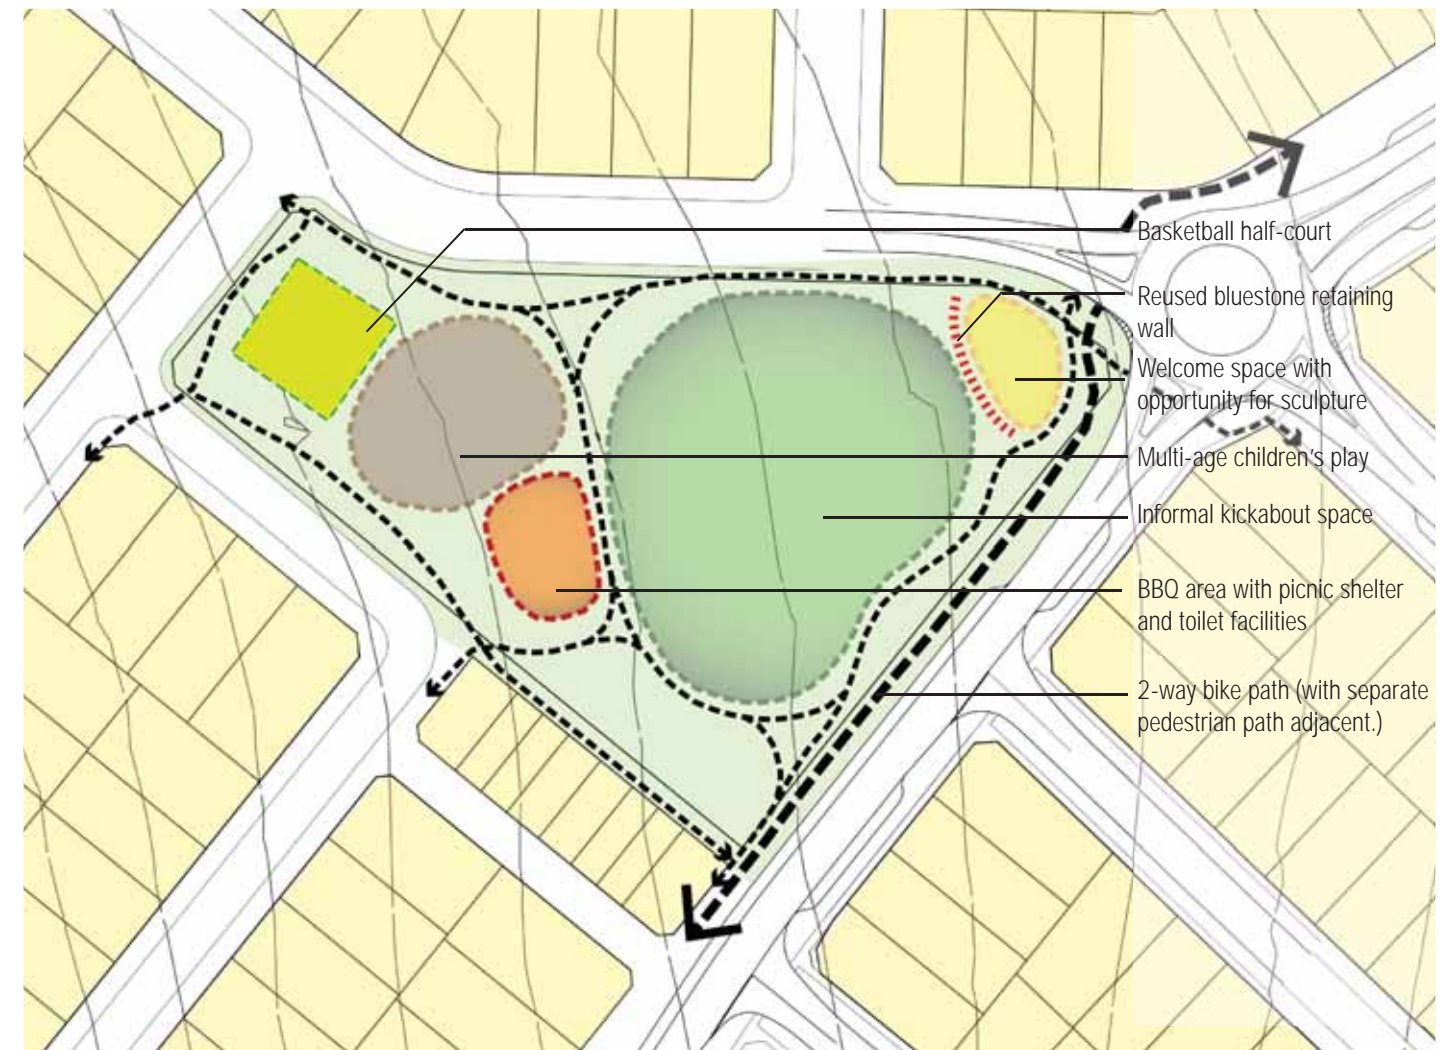 Basketball half-court
Reused bluestone retaining
wall
Welcome space with
opportunity for sculpture
Multi-age children's play
Informal kickabout space
BBQ area with picnic shelter
and toilet facilities
2-way bike path (with separate
pedestrian path adjacent.)